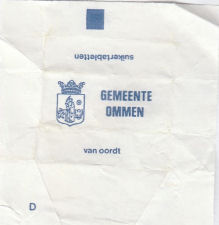 suikertabletten
GEMEENTE
OMMEN
van oordt
D